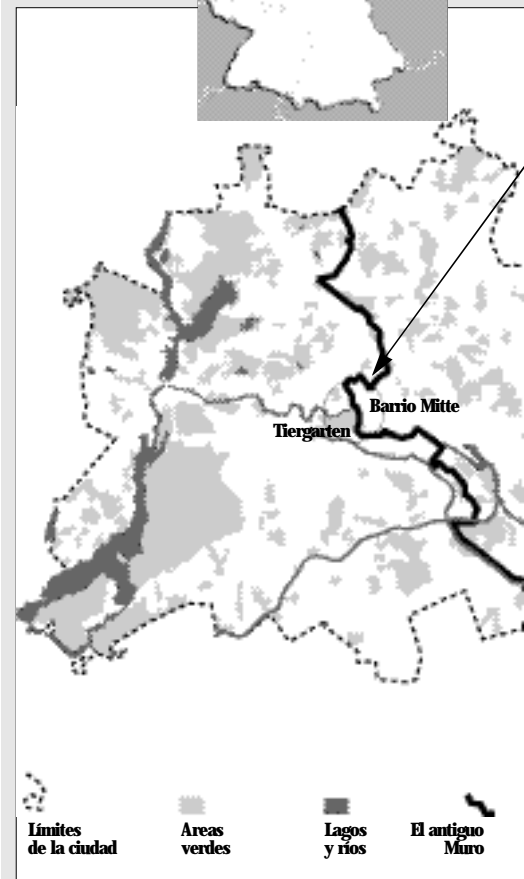 Barrio Mitte
Tiergarten
Límites
de la ciudad
Areas
verdes
Lagos
y ríos
El antiguo
Muro